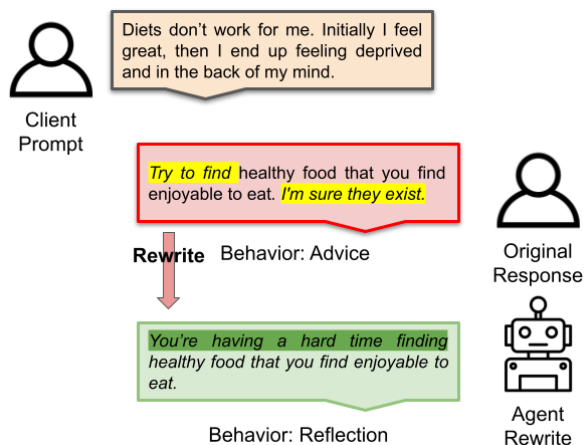 Diets don't work for me. Initially I feel
great, then I end up feeling deprived
and in the back of my mind.
Client
Prompt
Try to find healthy food that you find
enjoyable to eat. I'm sure they exist.
Rewrite
Behavior: Advice
Original
Response
You're having a hard time finding
healthy food that you find enjoyable to
eat.
Agent
Rewrite
Behavior: Reflection